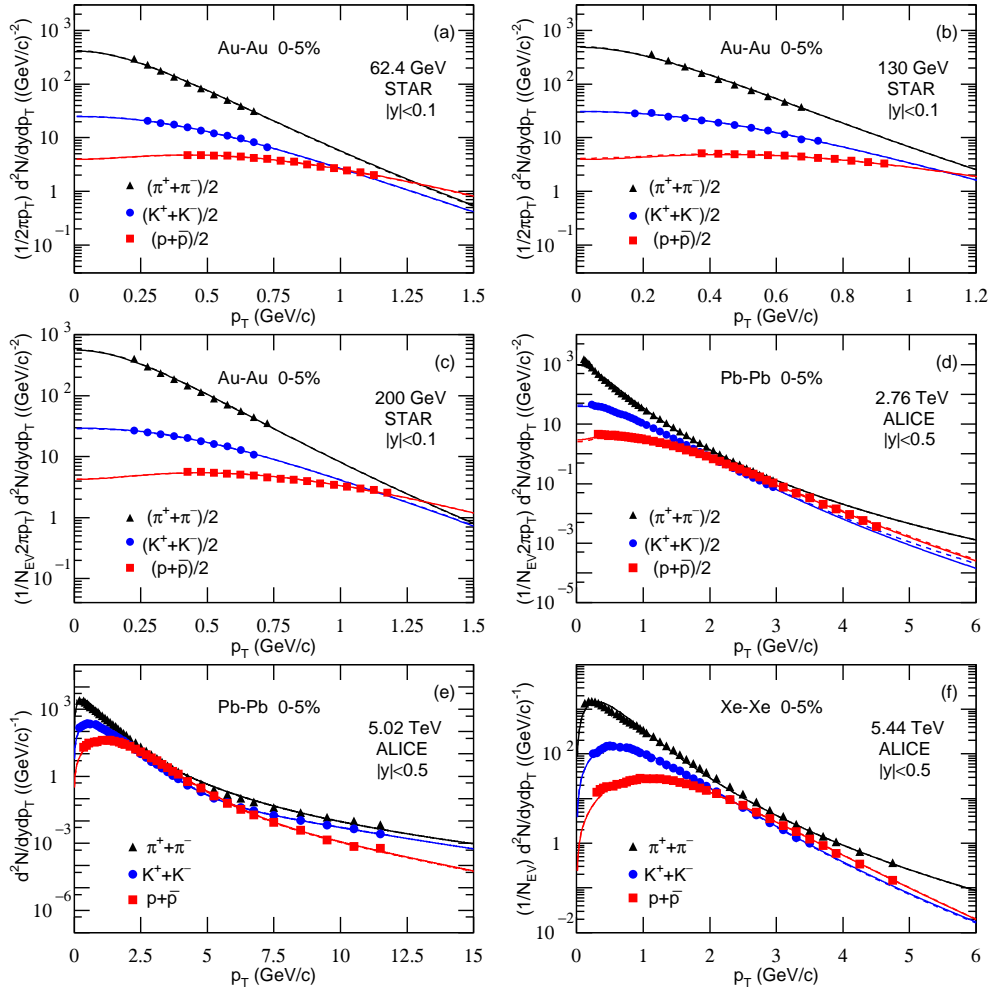 (a)
Au-Au 0-5%
62.4 GeV
STAR
|y|<0.1
(π⁺+π⁻)/2
(K⁺+K⁻)/2
(p+p̅)/2
10³
10²
10
1
10⁻¹
0 0.25 0.5 0.75 1 1.25 1.5
p_T (GeV/c)
(1/2πp_T) d²N/dydp_T ((GeV/c)⁻²)
(b)
Au-Au 0-5%
130 GeV
STAR
|y|<0.1
(π⁺+π⁻)/2
(K⁺+K⁻)/2
(p+p̅)/2
10³
10²
10
1
10⁻¹
0 0.2 0.4 0.6 0.8 1 1.2
p_T (GeV/c)
(1/2πp_T) d²N/dydp_T ((GeV/c)⁻²)
(c)
Au-Au 0-5%
200 GeV
STAR
|y|<0.1
(π⁺+π⁻)/2
(K⁺+K⁻)/2
(p+p̅)/2
10³
10²
10
1
10⁻¹
0 0.25 0.5 0.75 1 1.25 1.5
p_T (GeV/c)
(1/N_EV 2πp_T) d²N/dydp_T ((GeV/c)⁻²)
(d)
Pb-Pb 0-5%
2.76 TeV
ALICE
|y|<0.5
(π⁺+π⁻)/2
(K⁺+K⁻)/2
(p+p̅)/2
10³
10
10⁻¹
10⁻³
10⁻⁵
0 1 2 3 4 5 6
p_T (GeV/c)
(1/N_EV 2πp_T) d²N/dydp_T ((GeV/c)⁻²)
(e)
Pb-Pb 0-5%
5.02 TeV
ALICE
|y|<0.5
π⁺+π⁻
K⁺+K⁻
p+p̅
10³
1
10⁻³
10
10⁻⁶
0 2.5 5 7.5 10 12.5 15
p_T (GeV/c)
d²N/dydp_T ((GeV/c)⁻¹)
(f)
Xe-Xe 0-5%
5.44 TeV
ALICE
|y|<0.5
π⁺+π⁻
K⁺+K⁻
p+p̅
10²
1
10⁻²
0 1 2 3 4 5 6
p_T (GeV/c)
(1/N_EV) d²N/dydp_T ((GeV/c)⁻¹)